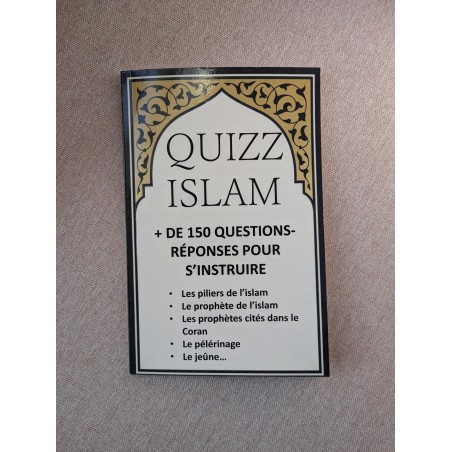 QUIZZ
ISLAM
+ DE 150 QUESTIONS-
RÉPONSES POUR
S'INSTRUIRE
• Les piliers de l'islam
• Le prophète de l'islam
• Les prophètes cités dans le
Coran
• Le pélérinage
• Le jeûne…